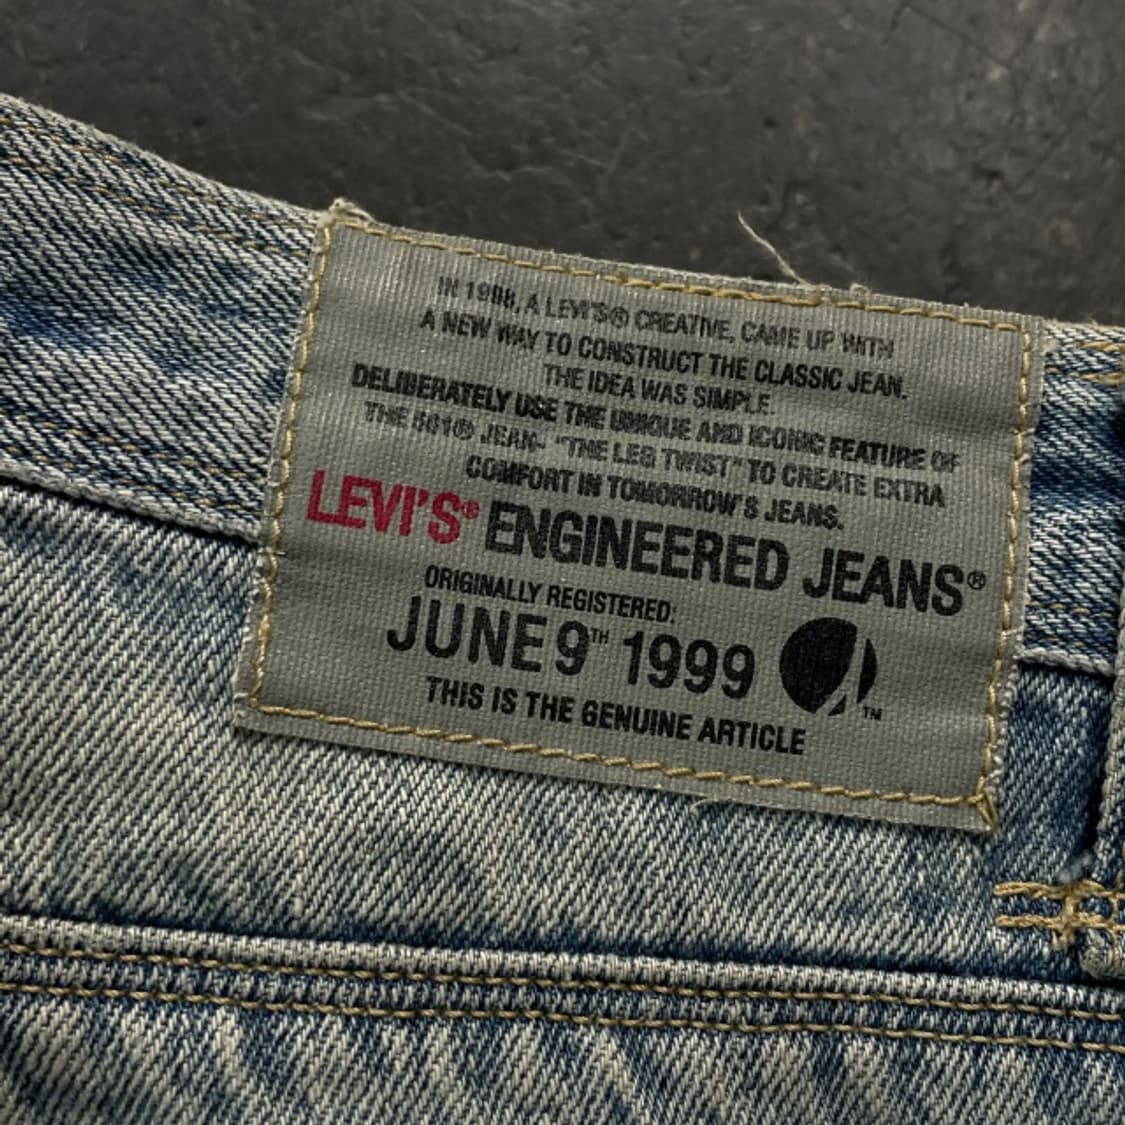 IN 1998, A LEVI'S® CREATIVE, CAME UP WITH
A NEW WAY TO CONSTRUCT THE CLASSIC JEAN.
THE IDEA WAS SIMPLE.
DELIBERATELY USE THE UNIQUE AND ICONIC FEATURE OF
THE 501® JEAN- "THE LEG TWIST" TO CREATE EXTRA
COMFORT IN TOMORROW'S JEANS.
LEVI'S® ENGINEERED JEANS®
ORIGINALLY REGISTERED:
JUNE 9TH 1999
THIS IS THE GENUINE ARTICLE
TM